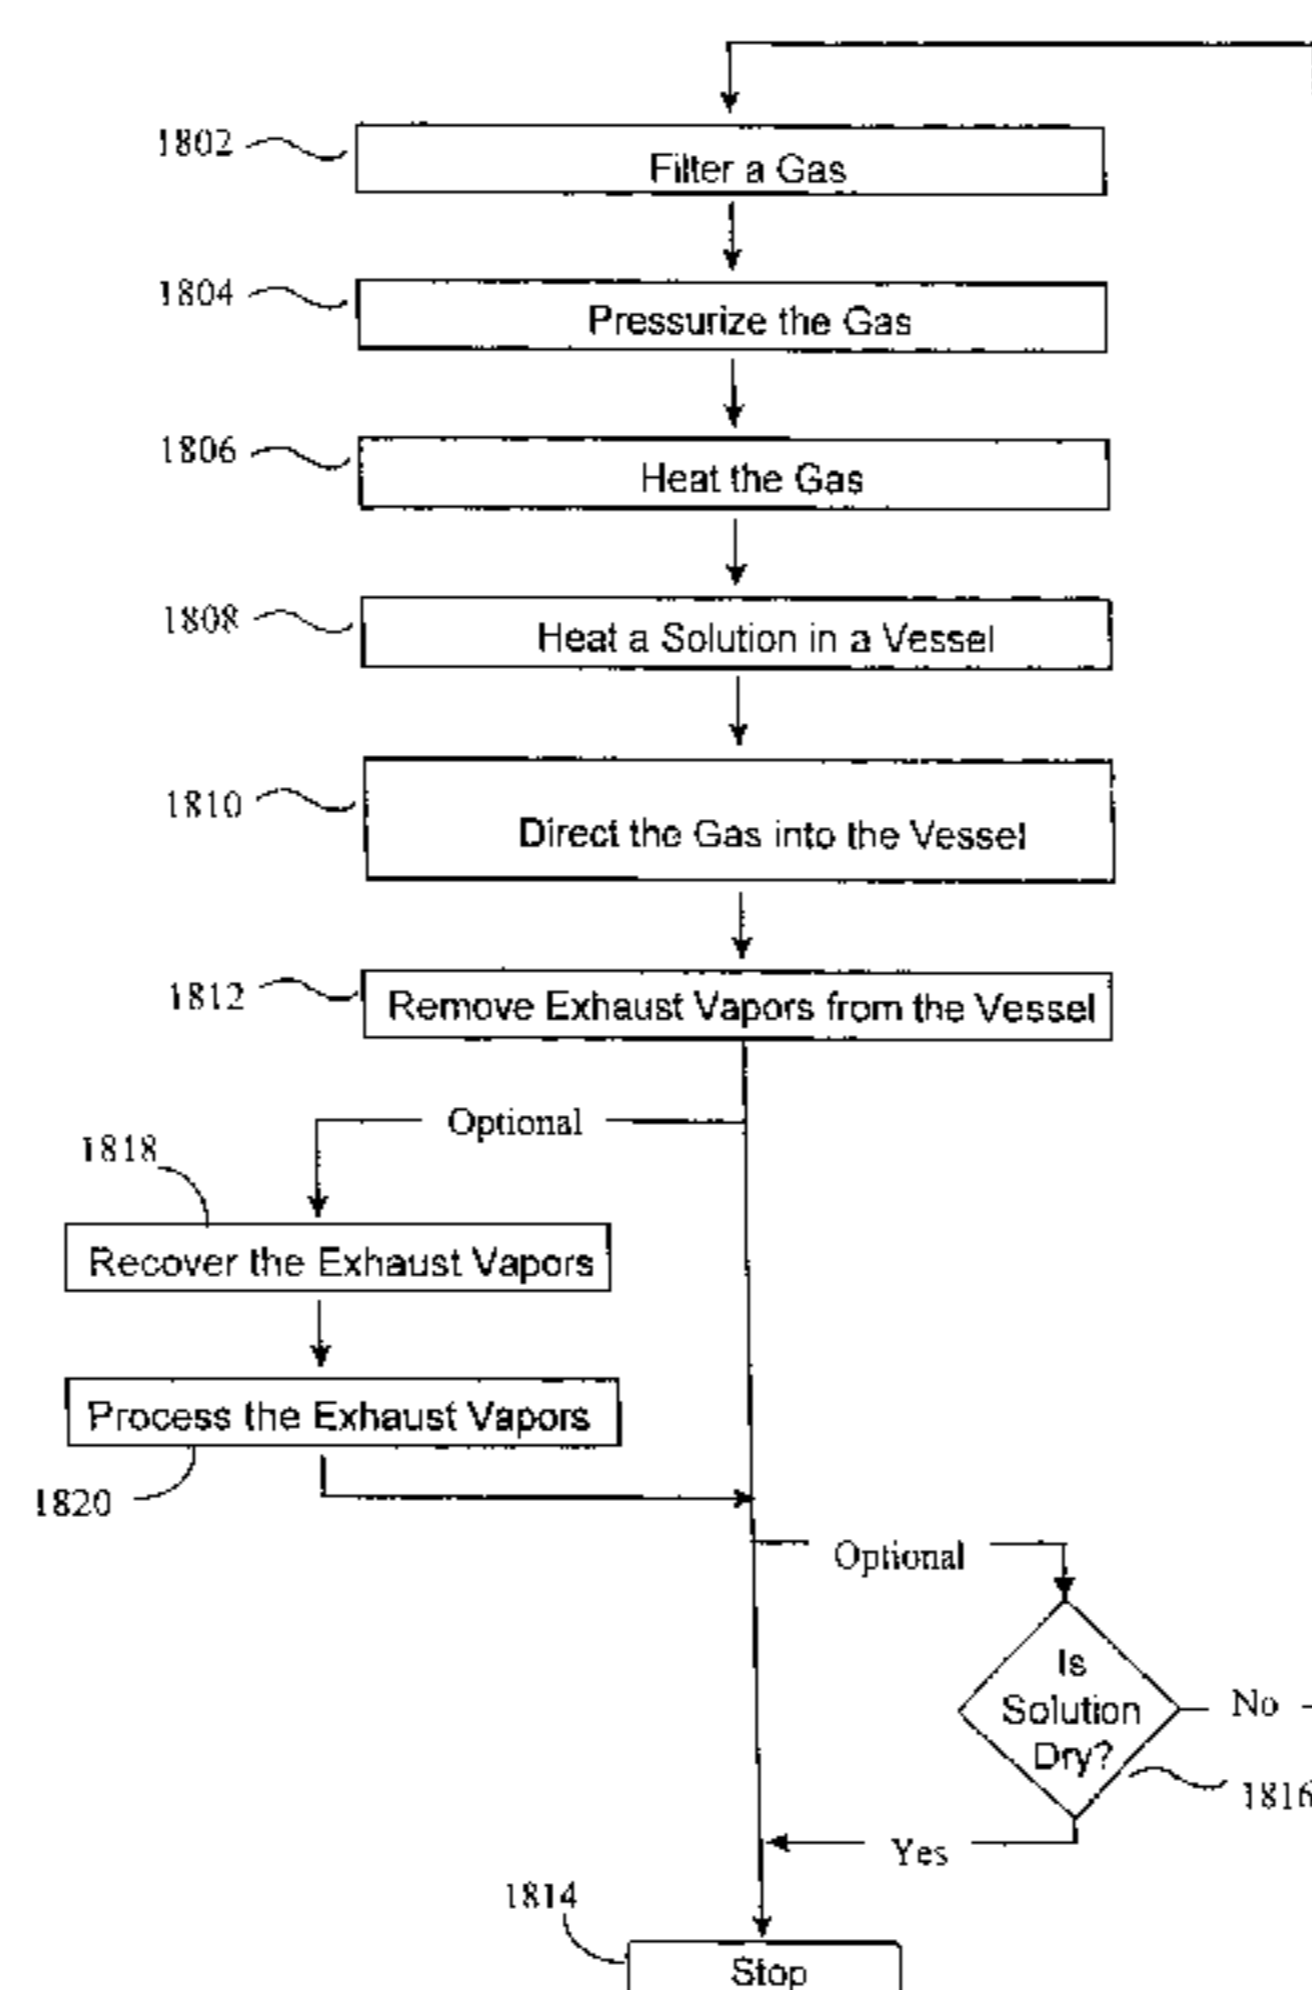 1802
Filter a Gas
1804
Pressurize the Gas
1806
Heat the Gas
1808
Heat a Solution in a Vessel
1810
Direct the Gas into the Vessel
1812
Remove Exhaust Vapors from the Vessel
Optional
1818
Recover the Exhaust Vapors
Process the Exhaust Vapors
1820
Optional
Is
Solution
Dry?
No
1816
Yes
1814
Stop